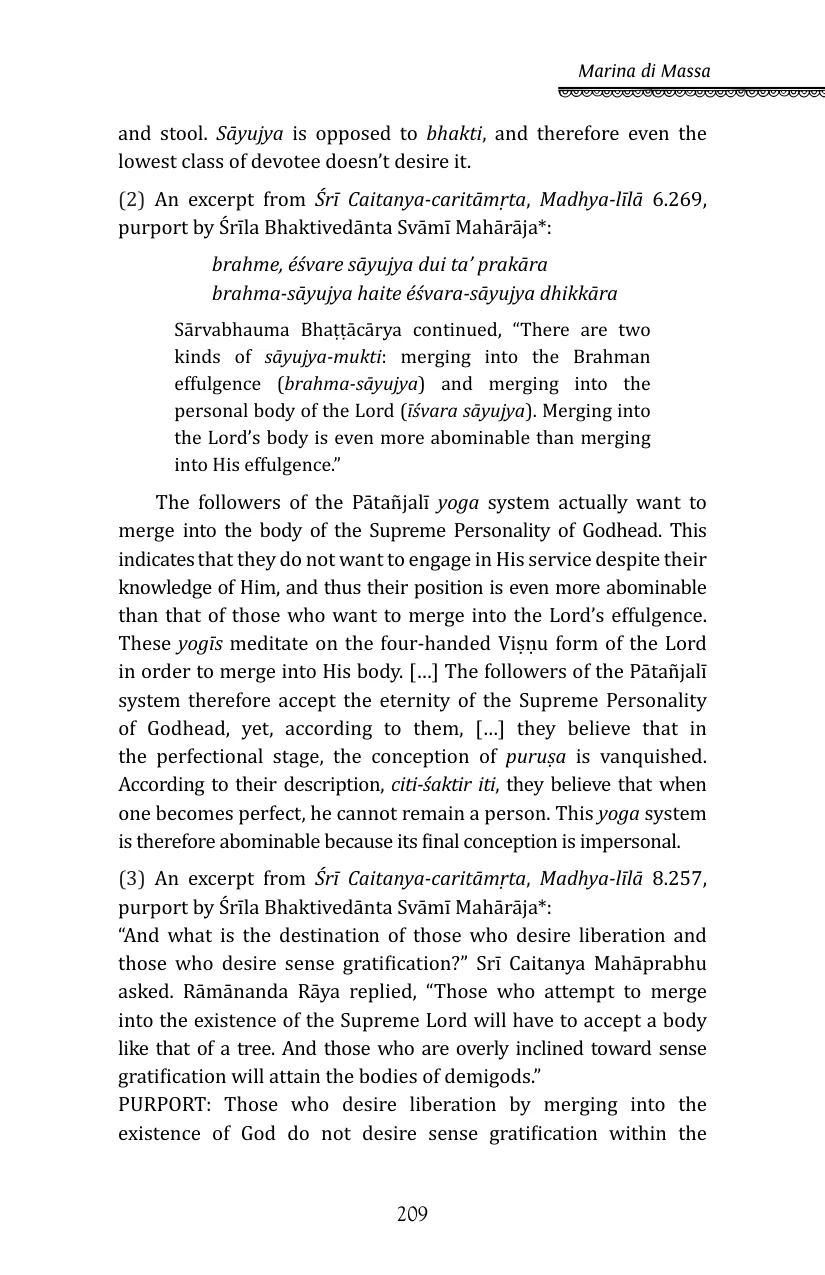 Marina di Massa
and stool. Sāyujya is opposed to bhakti, and therefore even the
lowest class of devotee doesn’t desire it.
(2) An excerpt from Śrī Caitanya-caritāmṛta, Madhya-līlā 6.269,
purport by Śrīla Bhaktivedānta Svāmī Mahārāja*:
brahme, éśvare sāyujya dui ta’ prakāra
brahma-sāyujya haite éśvara-sāyujya dhikkāra
Sārvabhauma Bhaṭṭācārya continued, “There are two
kinds of sāyujya-mukti: merging into the Brahman
effulgence (brahma-sāyujya) and merging into the
personal body of the Lord (īśvara sāyujya). Merging into
the Lord’s body is even more abominable than merging
into His effulgence.”
The followers of the Pātañjalī yoga system actually want to
merge into the body of the Supreme Personality of Godhead. This
indicates that they do not want to engage in His service despite their
knowledge of Him, and thus their position is even more abominable
than that of those who want to merge into the Lord’s effulgence.
These yogīs meditate on the four-handed Viṣṇu form of the Lord
in order to merge into His body. […] The followers of the Pātañjalī
system therefore accept the eternity of the Supreme Personality
of Godhead, yet, according to them, […] they believe that in
the perfectional stage, the conception of puruṣa is vanquished.
According to their description, citi-śaktir iti, they believe that when
one becomes perfect, he cannot remain a person. This yoga system
is therefore abominable because its final conception is impersonal.
(3) An excerpt from Śrī Caitanya-caritāmṛta, Madhya-līlā 8.257,
purport by Śrīla Bhaktivedānta Svāmī Mahārāja*:
“And what is the destination of those who desire liberation and
those who desire sense gratification?” Srī Caitanya Mahāprabhu
asked. Rāmānanda Rāya replied, “Those who attempt to merge
into the existence of the Supreme Lord will have to accept a body
like that of a tree. And those who are overly inclined toward sense
gratification will attain the bodies of demigods.”
PURPORT: Those who desire liberation by merging into the
existence of God do not desire sense gratification within the
209